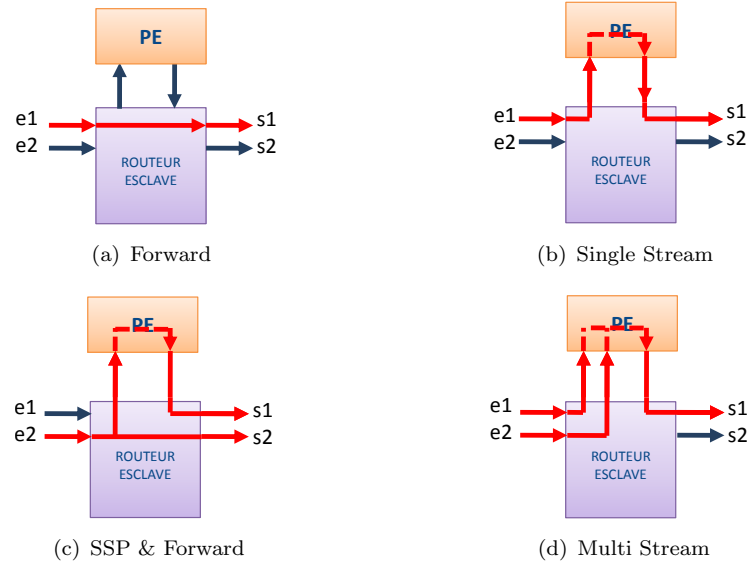 PE
e1
s1
e2
s2
ROUTEUR
ESCLAVE
(a) Forward
PE
e1
s1
e2
s2
ROUTEUR
ESCLAVE
(b) Single Stream
PE
e1
s1
e2
s2
ROUTEUR
ESCLAVE
(c) SSP & Forward
PE
e1
s1
e2
s2
ROUTEUR
ESCLAVE
(d) Multi Stream